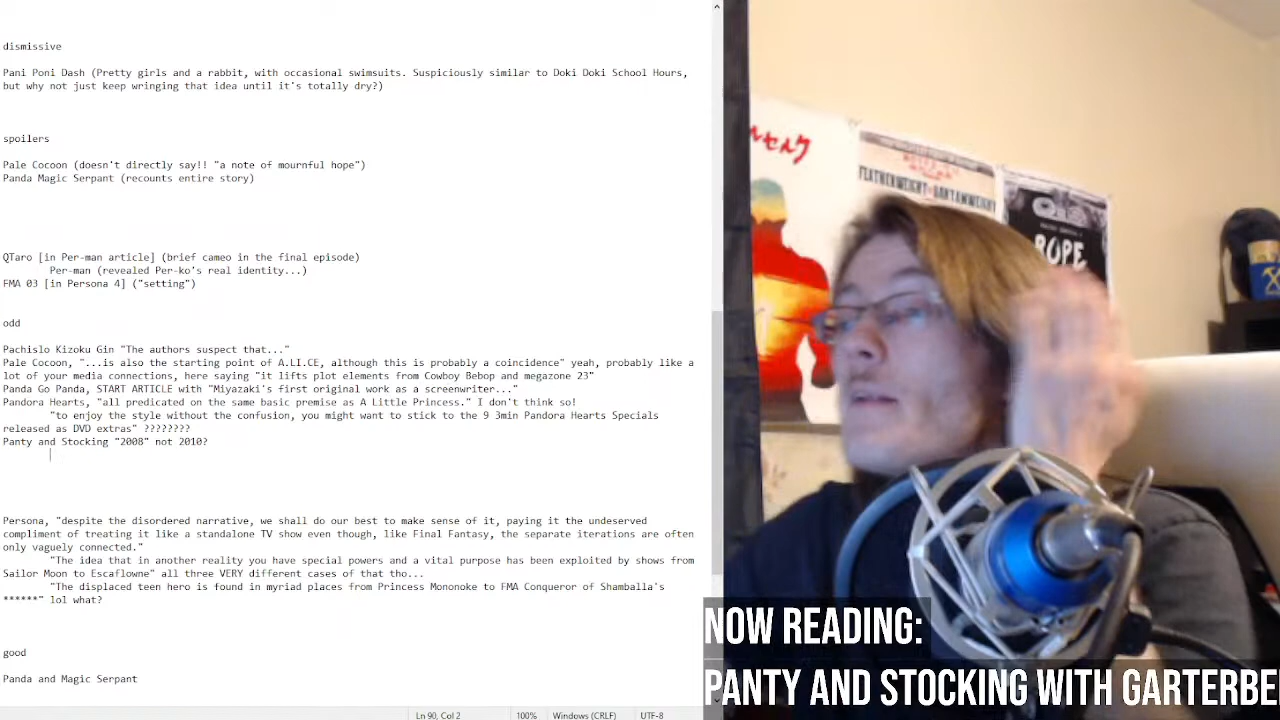 dismissive
Pani Poni Dash (Pretty girls and a rabbit, with occasional swimsuits. Suspiciously similar to Doki Doki School Hours,
but why not just keep wringing that idea until it's totally dry?)
spoilers
Pale Cocoon (doesn't directly say!! "a note of mournful hope")
Panda Magic Serpant (recounts entire story)
QTaro [in Per-man article] (brief cameo in the final episode)
Per-man (revealed Per-ko's real identity...)
FMA 03 [in Persona 4] ("setting")
odd
Pachislo Kizoku Gin "The authors suspect that..."
Pale Cocoon, "...is also the starting point of A.LI.CE, although this is probably a coincidence" yeah, probably like a
lot of your media connections, here saying "it lifts plot elements from Cowboy Bebop and megazone 23"
Panda Go Panda, START ARTICLE with "Miyazaki's first original work as a screenwriter..."
Pandora Hearts, "all predicated on the same basic premise as A Little Princess." I don't think so!
"to enjoy the style without the confusion, you might want to stick to the 9 3min Pandora Hearts Specials
released as DVD extras" ????????
Panty and Stocking "2008" not 2010?
Persona, "despite the disordered narrative, we shall do our best to make sense of it, paying it the undeserved
compliment of treating it like a standalone TV show even though, like Final Fantasy, the separate iterations are often
only vaguely connected."
"The idea that in another reality you have special powers and a vital purpose has been exploited by shows from
Sailor Moon to Escaflowne" all three VERY different cases of that tho...
"The displaced teen hero is found in myriad places from Princess Mononoke to FMA Conqueror of Shamballa's
******" lol what?
good
Panda and Magic Serpant
Ln 90, Col 2
100%
Windows (CRLF)
UTF-8
ルセルク
FEATHERWEIGHT
BANTAMWEIGHT
ROPE
NOW READING:
PANTY AND STOCKING WITH GARTERBE